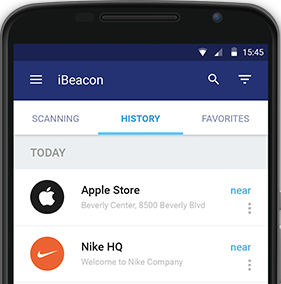 15:45
iBeacon
SCANNING HISTORY FAVORITES
TODAY
Apple Store near
Beverly Center, 8500 Beverly Blvd
Nike HQ near
Welcome to Nike Company